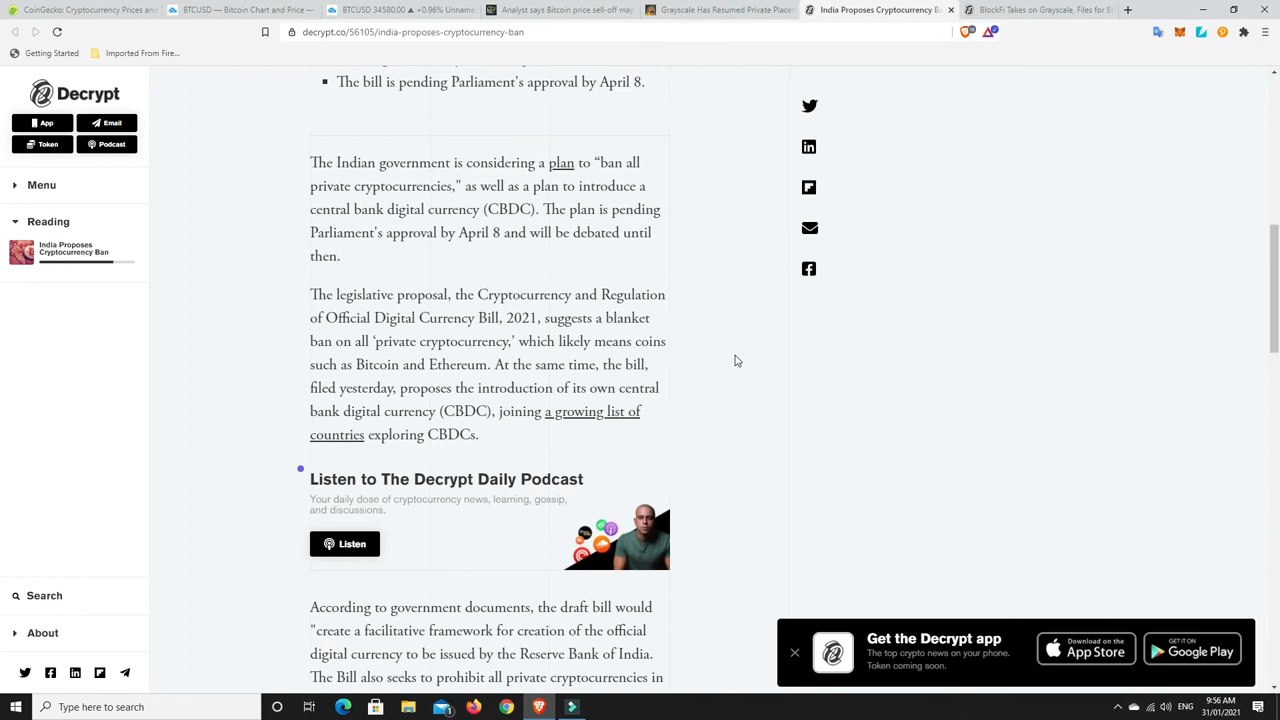 CoinGecko: Cryptocurrency Prices and
BTCUSD — Bitcoin Chart and Price —
BTCUSD 34580.00 ▲ +0.96% Unname
Analyst says Bitcoin price sell-off may
Grayscale Has Resumed Private Placem
India Proposes Cryptocurrency Ba
BlockFi Takes on Grayscale, Files for Bi
decrypt.co/56105/india-proposes-cryptocurrency-ban
Getting Started
Imported From Fire...
Decrypt
App
Email
Token
Podcast
Menu
Reading
India Proposes
Cryptocurrency Ban
Search
About
▪ The bill is pending Parliament's approval by April 8.
The Indian government is considering a plan to “ban all
private cryptocurrencies," as well as a plan to introduce a
central bank digital currency (CBDC). The plan is pending
Parliament's approval by April 8 and will be debated until
then.
The legislative proposal, the Cryptocurrency and Regulation
of Official Digital Currency Bill, 2021, suggests a blanket
ban on all ‘private cryptocurrency,’ which likely means coins
such as Bitcoin and Ethereum. At the same time, the bill,
filed yesterday, proposes the introduction of its own central
bank digital currency (CBDC), joining a growing list of
countries exploring CBDCs.
Listen to The Decrypt Daily Podcast
Your daily dose of cryptocurrency news, learning, gossip,
and discussions.
Listen
According to government documents, the draft bill would
"create a facilitative framework for creation of the official
digital currency to be issued by the Reserve Bank of India.
The Bill also seeks to prohibit all private cryptocurrencies in
Get the Decrypt app
The top crypto news on your phone.
Token coming soon.
Download on the
App Store
GET IT ON
Google Play
Type here to search
ENG
9:56 AM
31/01/2021